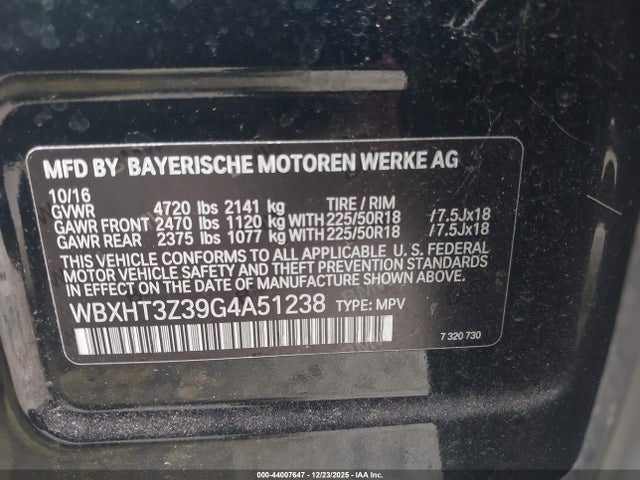 MFD BY BAYERISCHE MOTOREN WERKE AG
10/16
GVWR 4720 lbs 2141 kg TIRE / RIM
GAWR FRONT 2470 lbs 1120 kg WITH 225/50R18 /7.5Jx18
GAWR REAR 2375 lbs 1077 kg WITH 225/50R18 /7.5Jx18
THIS VEHICLE CONFORMS TO ALL APPLICABLE U. S. FEDERAL
MOTOR VEHICLE SAFETY AND THEFT PREVENTION STANDARDS
IN EFFECT ON THE DATE OF MANUFACTURE SHOWN ABOVE.
WBXHT3Z39G4A51238 TYPE: MPV
7 320 730
000-44007647 - 12/23/2025 - IAA Inc.